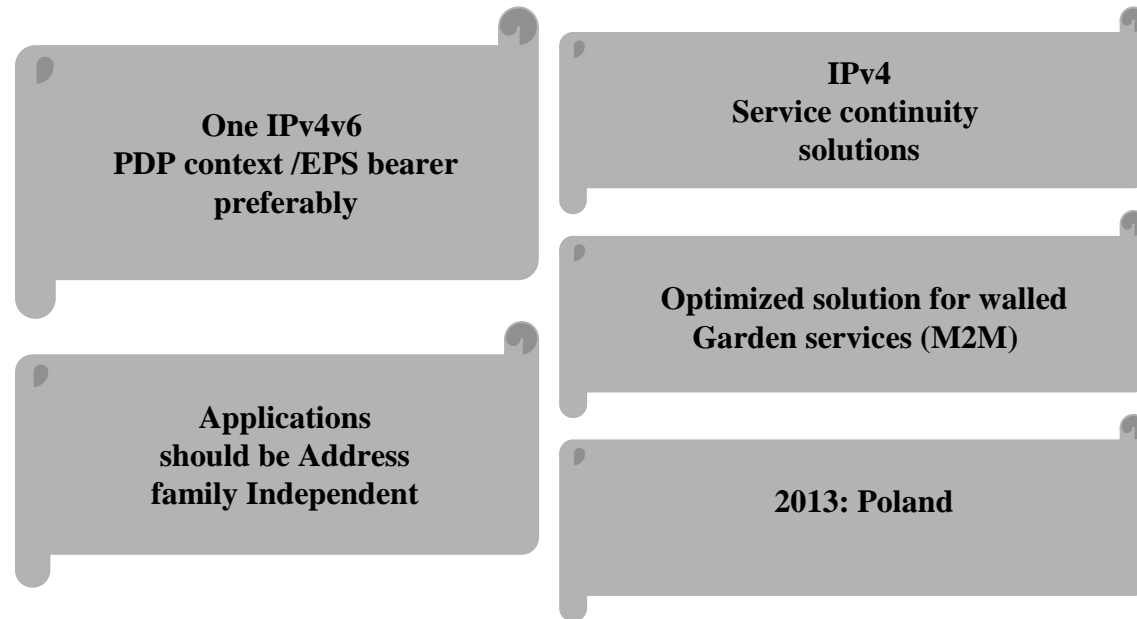 One IPv4v6
PDP context /EPS bearer
preferably
Applications
should be Address
family Independent
IPv4
Service continuity
solutions
Optimized solution for walled
Garden services (M2M)
2013: Poland